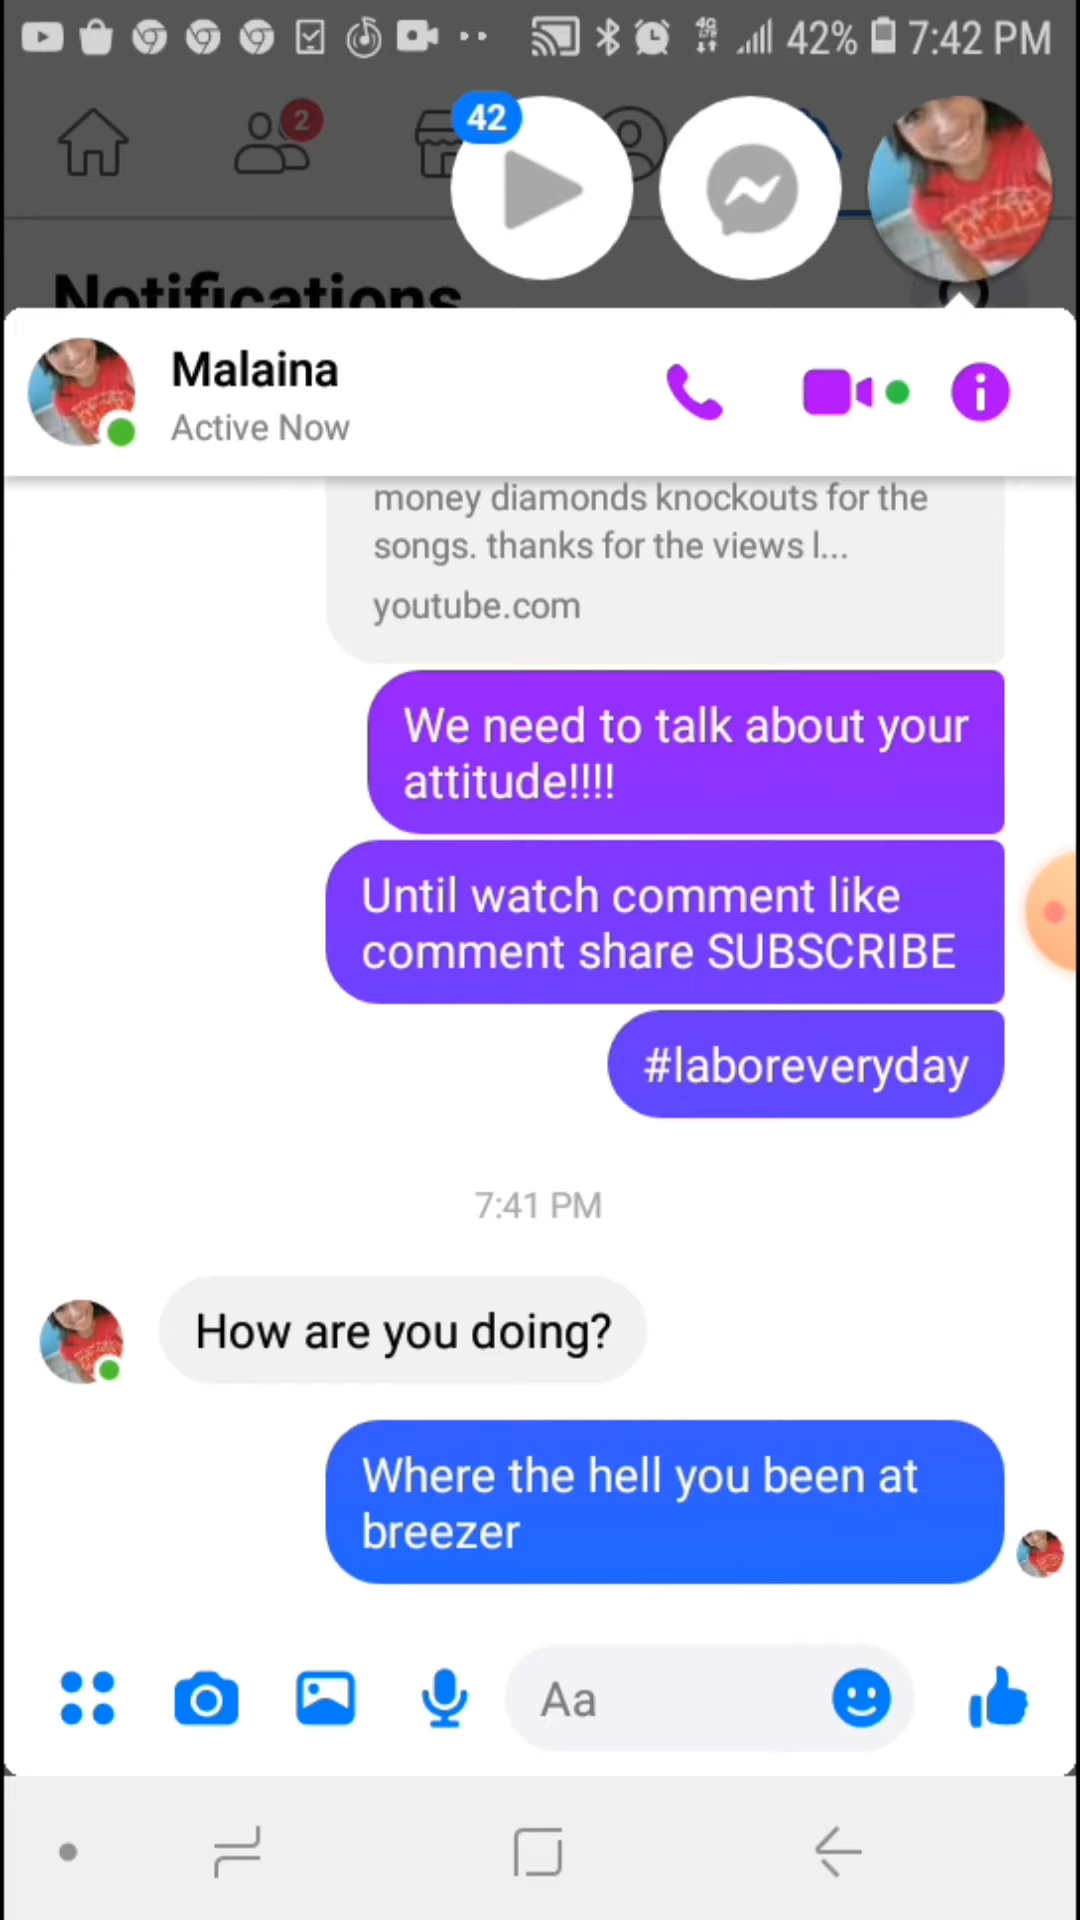 42% 7:42 PM
2
42
Notifications
Malaina
Active Now
money diamonds knockouts for the
songs. thanks for the views l...
youtube.com
We need to talk about your
attitude!!!!
Until watch comment like
comment share SUBSCRIBE
#laboreveryday
7:41 PM
How are you doing?
Where the hell you been at
breezer
Aa